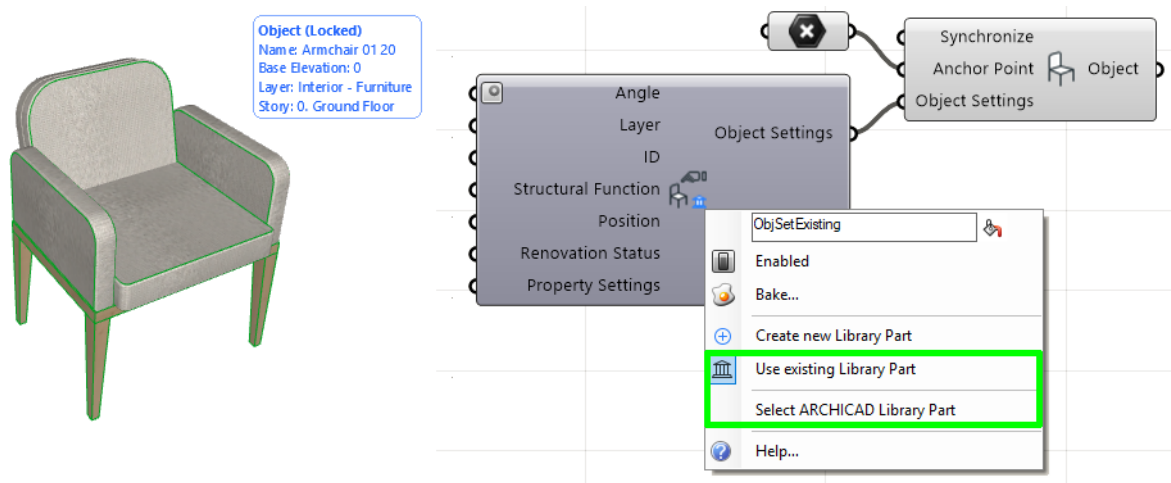 Object (Locked)
Name: Armchair 01 20
Base Elevation: 0
Layer: Interior - Furniture
Story: 0. Ground Floor
Synchronize
Anchor Point
Object
Object Settings
Angle
Layer
Object Settings
ID
Structural Function
Position
Renovation Status
Property Settings
ObjSetExisting
Enabled
Bake...
Create new Library Part
Use existing Library Part
Select ARCHICAD Library Part
Help...